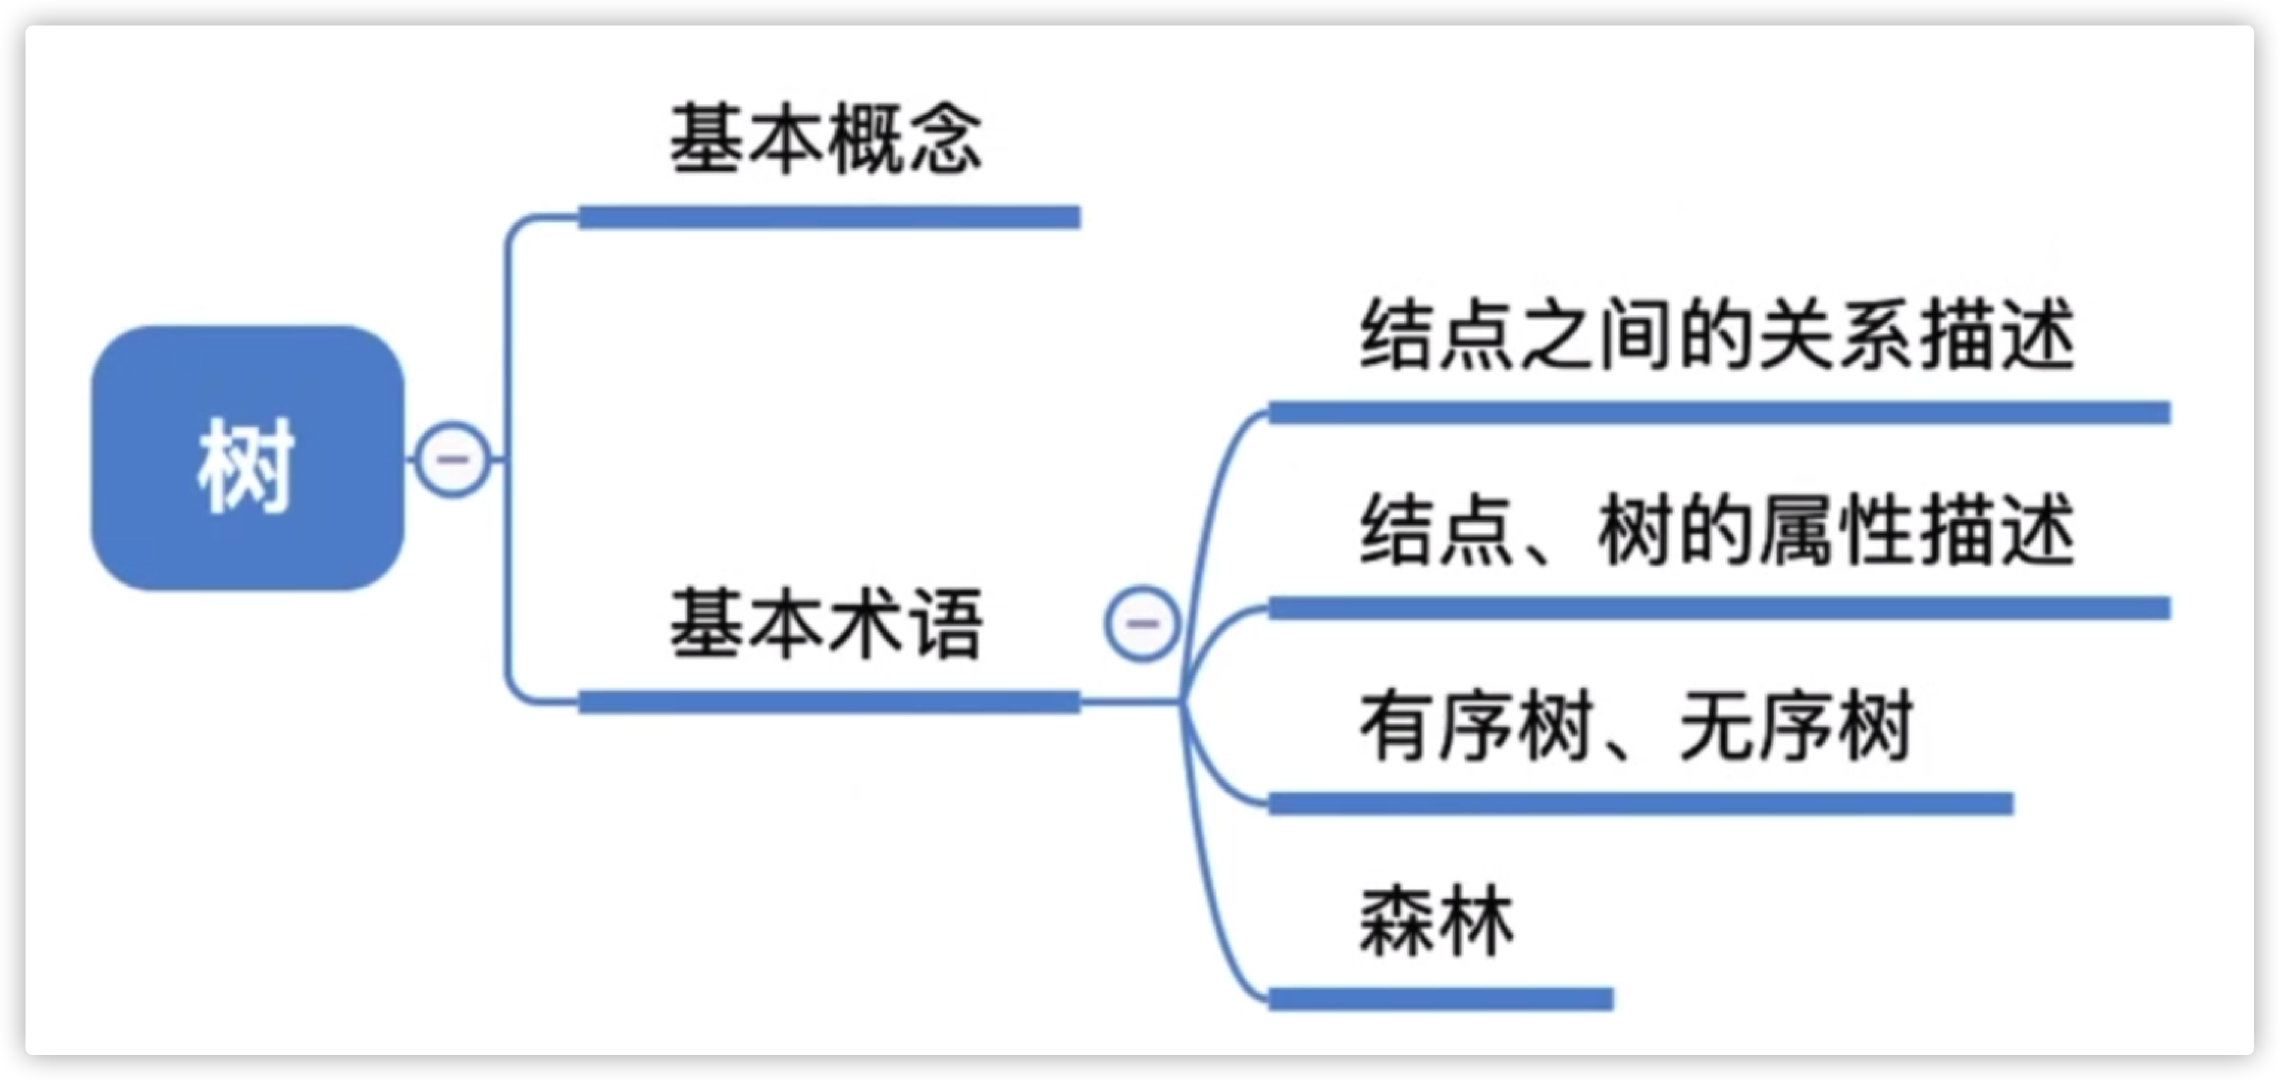 树
基本概念
基本术语
结点之间的关系描述
结点、树的属性描述
有序树、无序树
森林